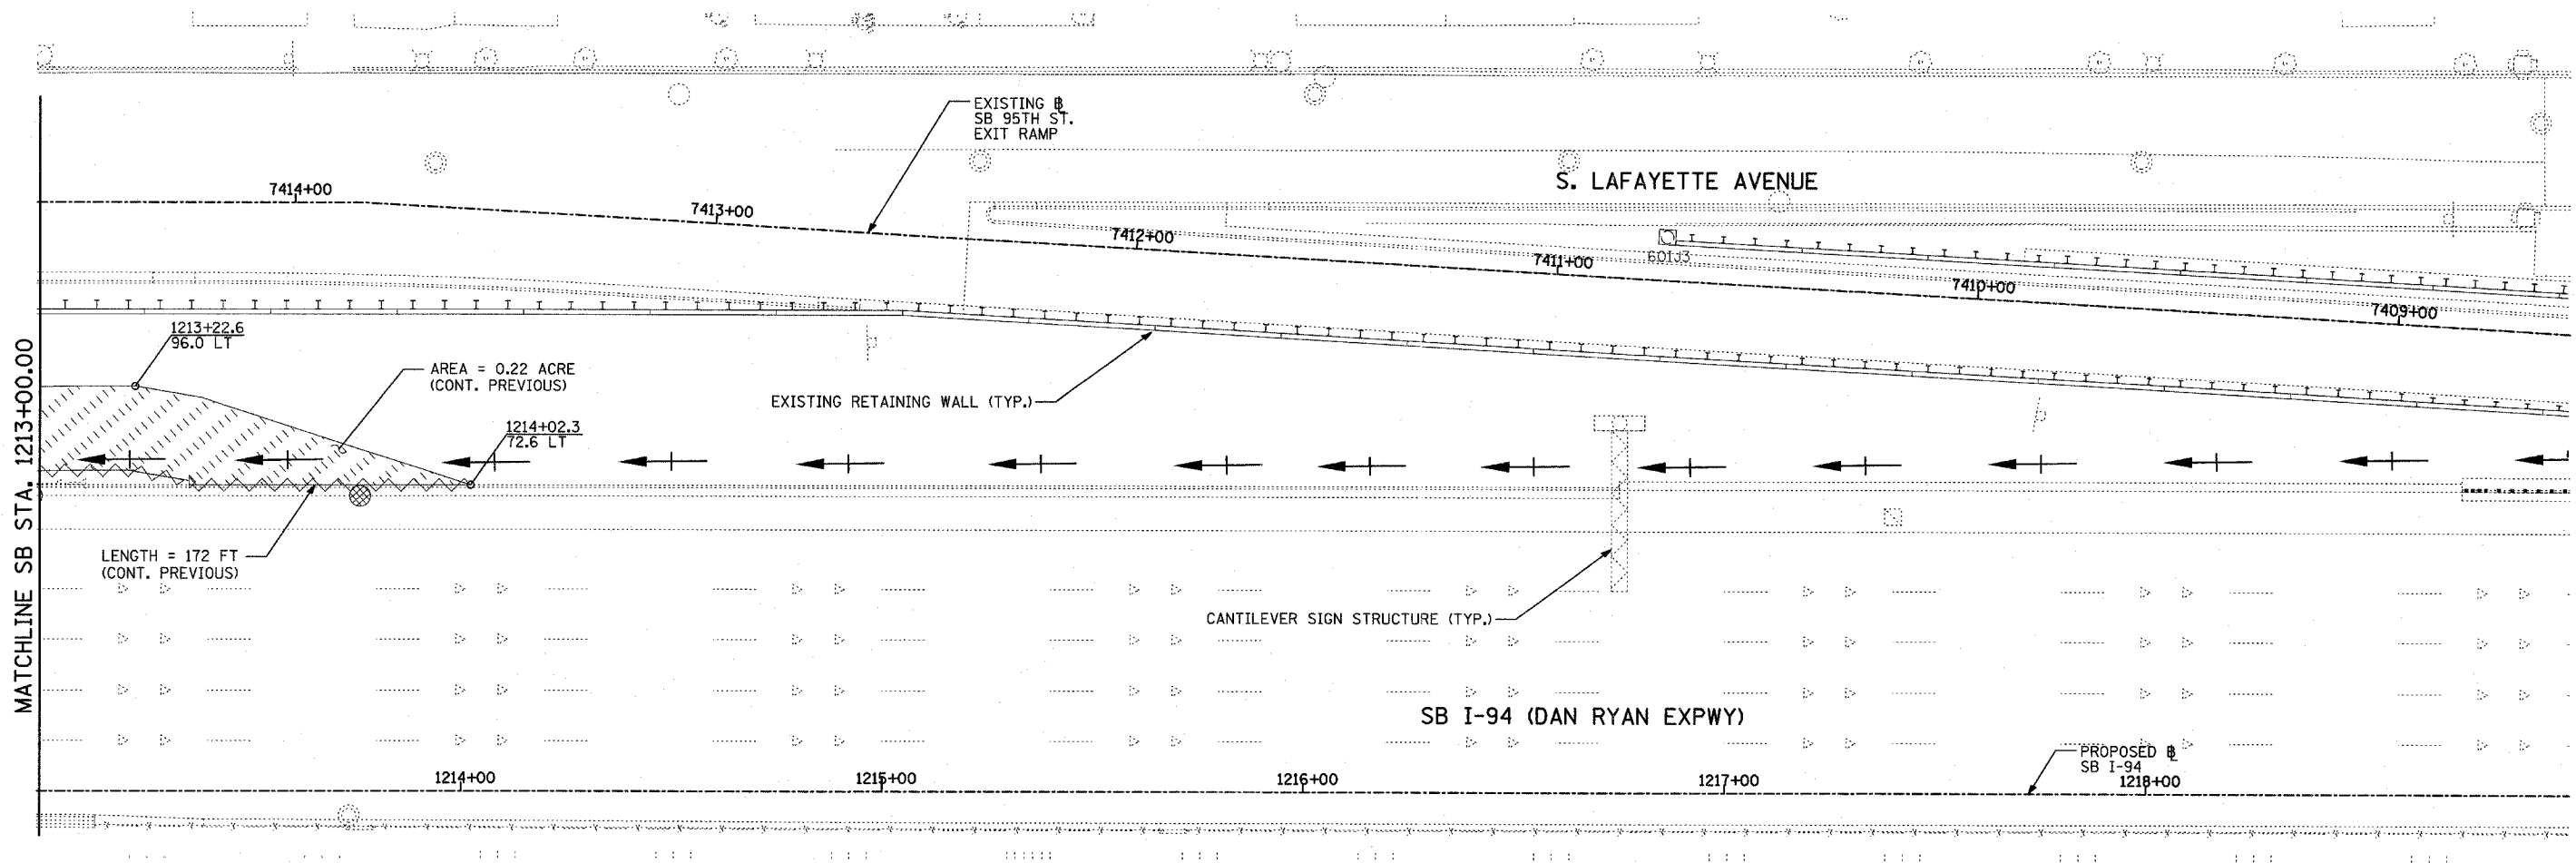 EXISTING ⅊
SB 95TH ST.
EXIT RAMP
S. LAFAYETTE AVENUE
7414+00
7413+00
7412+00
7411+00
7410+00
7409+00
601J3
1213+22.6
96.0 LT
AREA = 0.22 ACRE
(CONT. PREVIOUS)
EXISTING RETAINING WALL (TYP.)
1214+02.3
72.6 LT
MATCHLINE SB STA. 1213+00.00
LENGTH = 172 FT
(CONT. PREVIOUS)
CANTILEVER SIGN STRUCTURE (TYP.)
SB I-94 (DAN RYAN EXPWY)
PROPOSED ⅊
SB I-94
1214+00
1215+00
1216+00
1217+00
1218+00